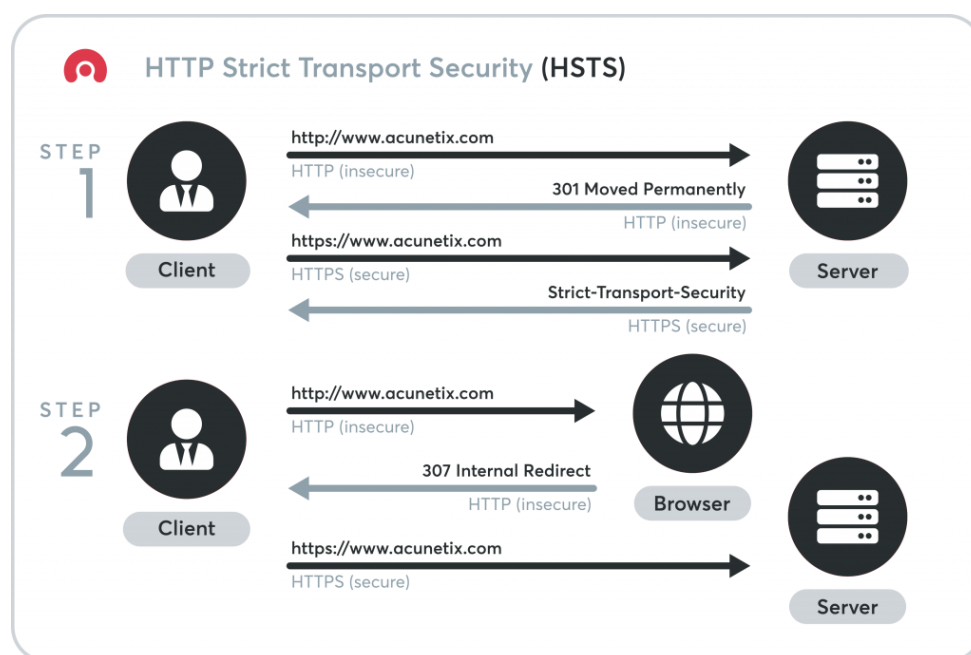 HTTP Strict Transport Security (HSTS)
STEP
1
http://www.acunetix.com
HTTP (insecure)
301 Moved Permanently
HTTP (insecure)
https://www.acunetix.com
HTTPS (secure)
Strict-Transport-Security
HTTPS (secure)
Client
Server
STEP
2
http://www.acunetix.com
HTTP (insecure)
307 Internal Redirect
HTTP (insecure)
Browser
Client
https://www.acunetix.com
HTTPS (secure)
Server